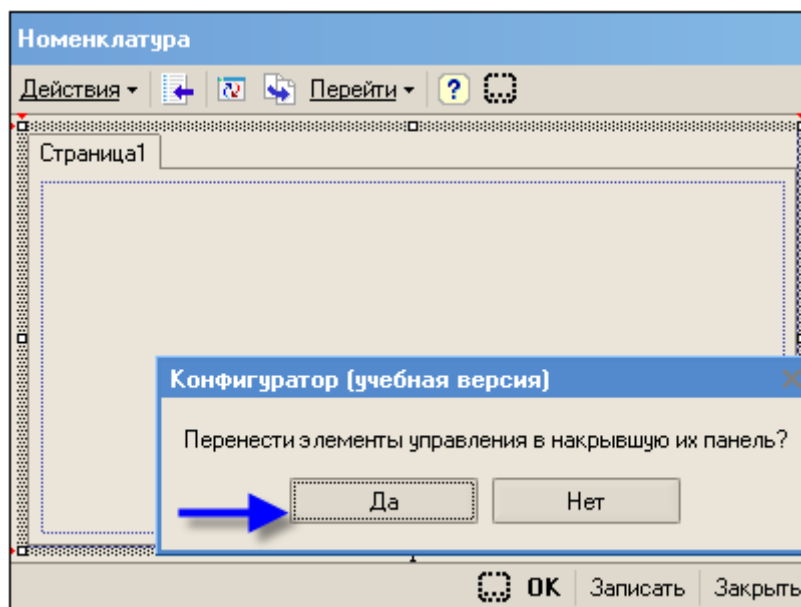 Номенклатура
Действия Перейти ?
Страница1
Конфигуратор (учебная версия)
Перенести элементы управления в накрывшую их панель?
Да Нет
OK Записать Закрыть